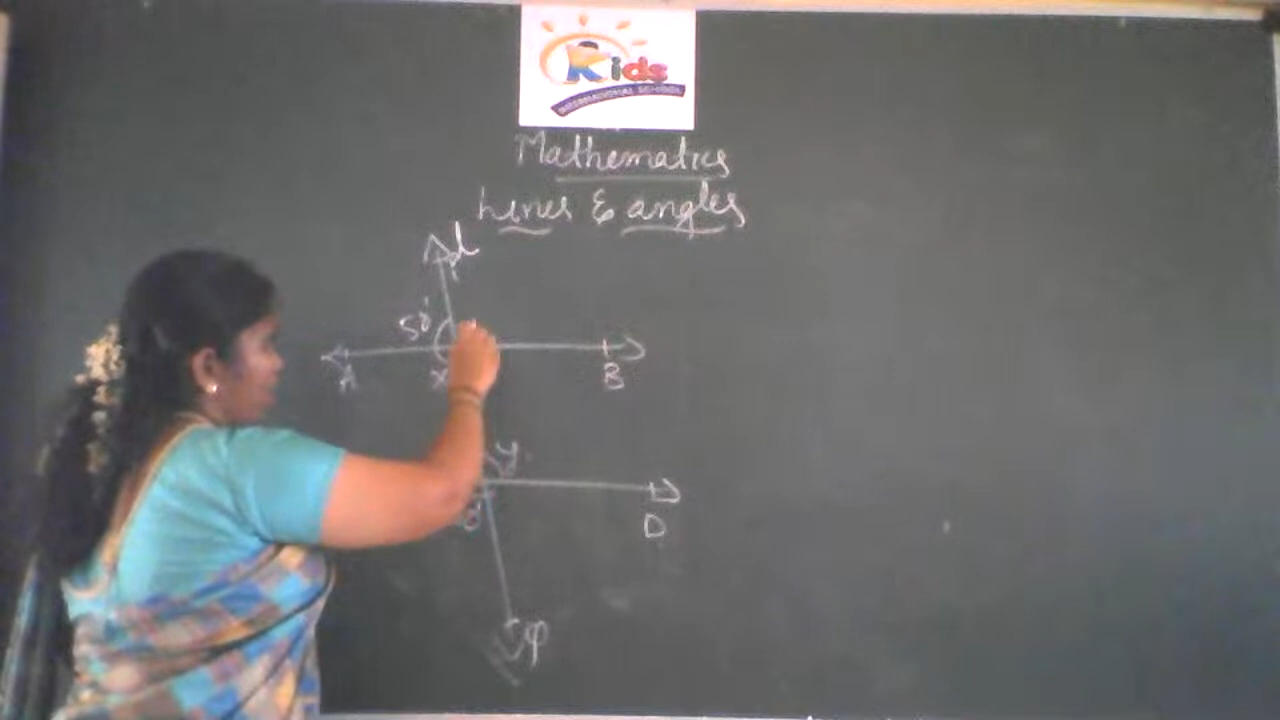 Kids
INTERNATIONAL SCHOOL
Mathematics
Lines & angles
l
50°
A X B
y
D
P